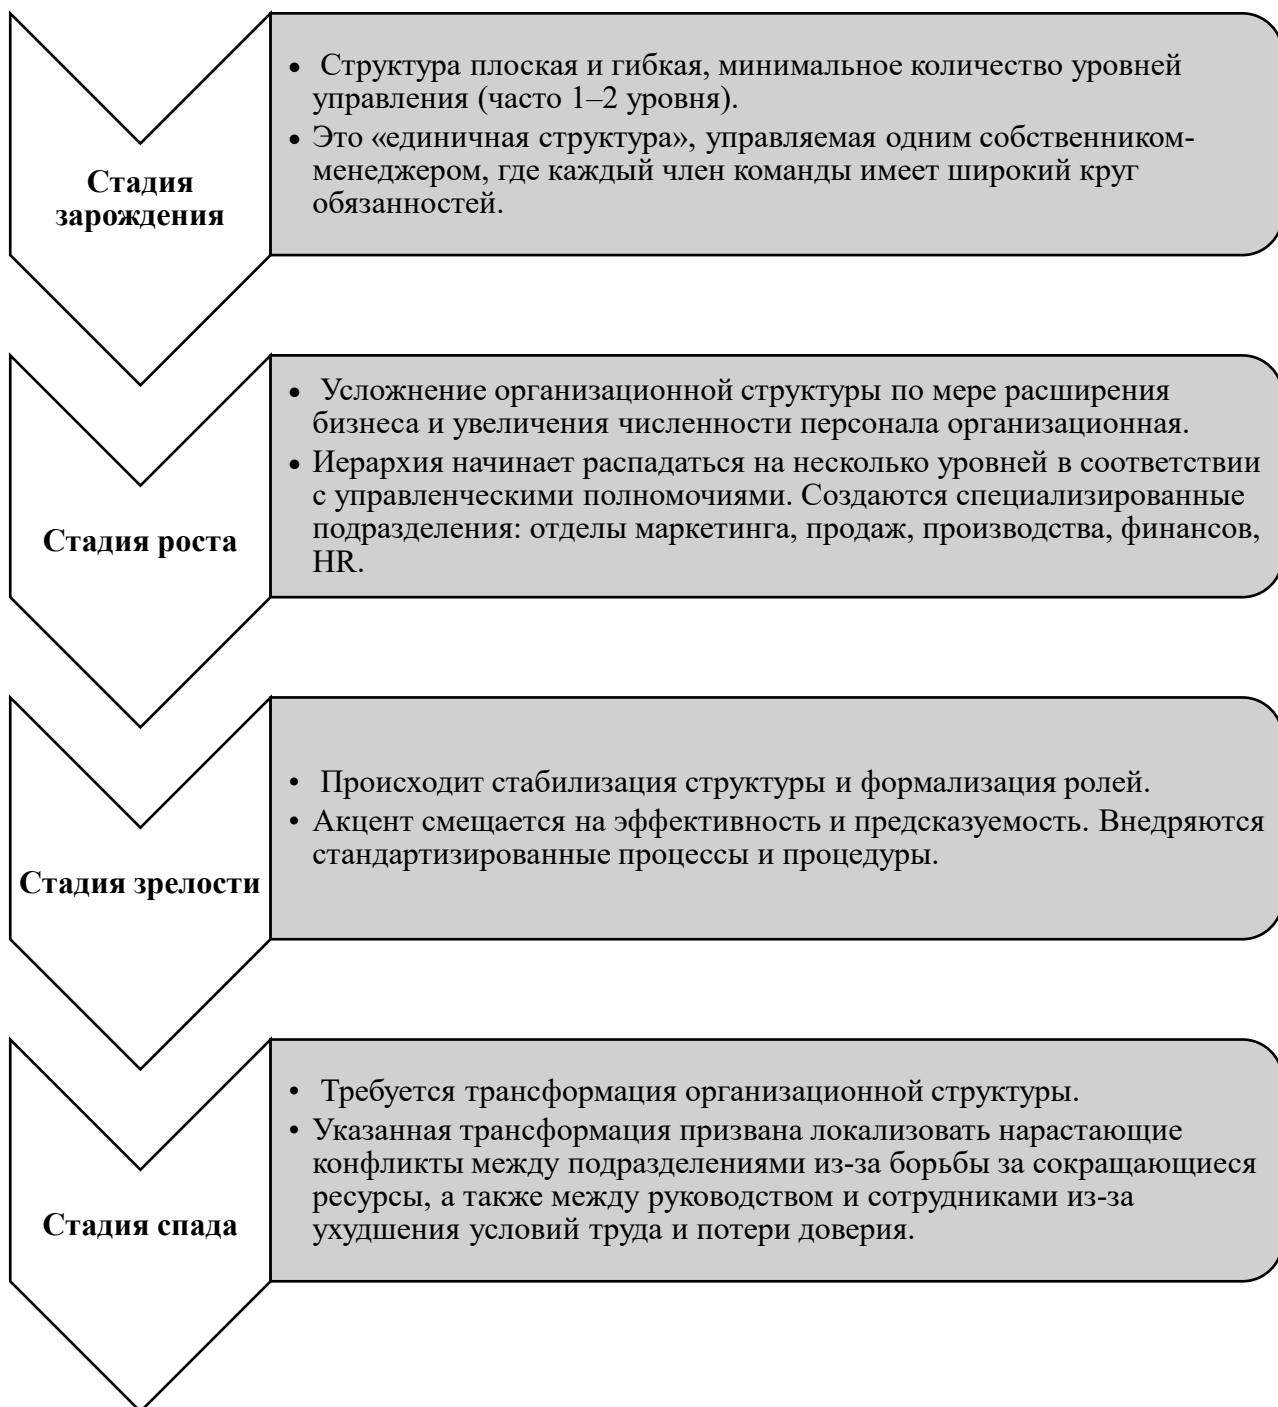 Стадия
зарождения
• Структура плоская и гибкая, минимальное количество уровней
управления (часто 1–2 уровня).
• Это «единичная структура», управляемая одним собственником-
менеджером, где каждый член команды имеет широкий круг
обязанностей.
Стадия роста
• Усложнение организационной структуры по мере расширения
бизнеса и увеличения численности персонала организационная.
• Иерархия начинает распадаться на несколько уровней в соответствии
с управленческими полномочиями. Создаются специализированные
подразделения: отделы маркетинга, продаж, производства, финансов,
HR.
Стадия зрелости
• Происходит стабилизация структуры и формализация ролей.
• Акцент смещается на эффективность и предсказуемость. Внедряются
стандартизированные процессы и процедуры.
Стадия спада
• Требуется трансформация организационной структуры.
• Указанная трансформация призвана локализовать нарастающие
конфликты между подразделениями из-за борьбы за сокращающиеся
ресурсы, а также между руководством и сотрудниками из-за
ухудшения условий труда и потери доверия.